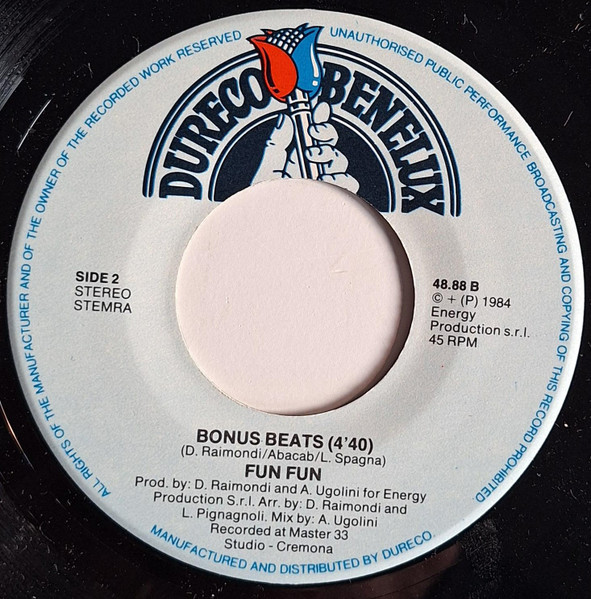 ALL RIGHTS OF THE MANUFACTURER AND OF THE OWNER OF THE RECORDED WORK RESERVED
UNAUTHORISED PUBLIC PERFORMANCE BROADCASTING AND COPYING OF THIS RECORD PROHIBITED
DURECO BENELUX
SIDE 2
STEREO
STEMRA
48.88 B
© + (P) 1984
Energy
Production s.r.l.
45 RPM
BONUS BEATS (4'40)
(D. Raimondi/Abacab/L. Spagna)
FUN FUN
Prod. by: D. Raimondi and A. Ugolini for Energy
Production S.r.l. Arr. by: D. Raimondi and
L. Pignagnoli. Mix by: A. Ugolini
Recorded at Master 33
Studio - Cremona
MANUFACTURED AND DISTRIBUTED BY DURECO